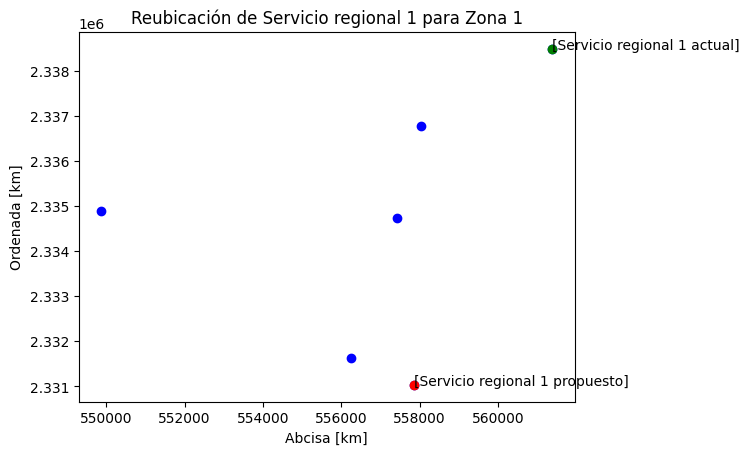 Reubicación de Servicio regional 1 para Zona 1
1e6
[Servicio regional 1 actual]
2.338
2.337
2.336
2.335
2.334
2.333
2.332
2.331
Ordenada [km]
[Servicio regional 1 propuesto]
550000 552000 554000 556000 558000 560000
Abcisa [km]